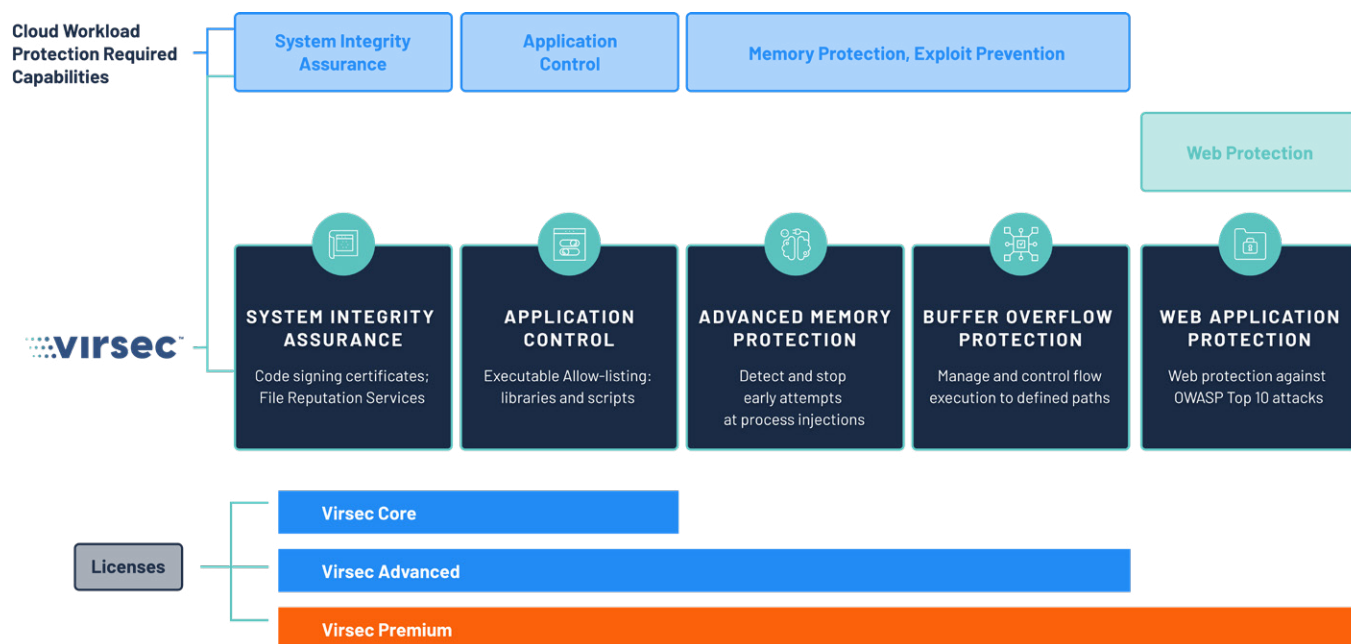 Cloud Workload
Protection Required
Capabilities
System Integrity
Assurance
Application
Control
Memory Protection, Exploit Prevention
Web Protection
virsec™
SYSTEM INTEGRITY
ASSURANCE
Code signing certificates;
File Reputation Services
APPLICATION
CONTROL
Executable Allow-listing:
libraries and scripts
ADVANCED MEMORY
PROTECTION
Detect and stop
early attempts
at process injections
BUFFER OVERFLOW
PROTECTION
Manage and control flow
execution to defined paths
WEB APPLICATION
PROTECTION
Web protection against
OWASP Top 10 attacks
Licenses
Virsec Core
Virsec Advanced
Virsec Premium